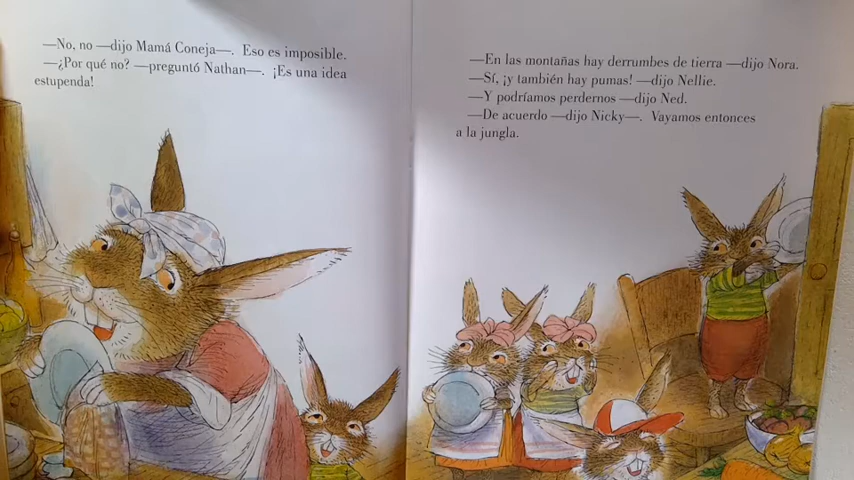 —No, no —dijo Mamá Coneja—. Eso es imposible.
—¿Por qué no? —preguntó Nathan—. ¡Es una idea
estupenda!
—En las montañas hay derrumbes de tierra —dijo Nora.
—Sí, ¡y también hay pumas! —dijo Nellie.
—Y podríamos perdernos —dijo Ned.
—De acuerdo —dijo Nicky—. Vayamos entonces
a la jungla.